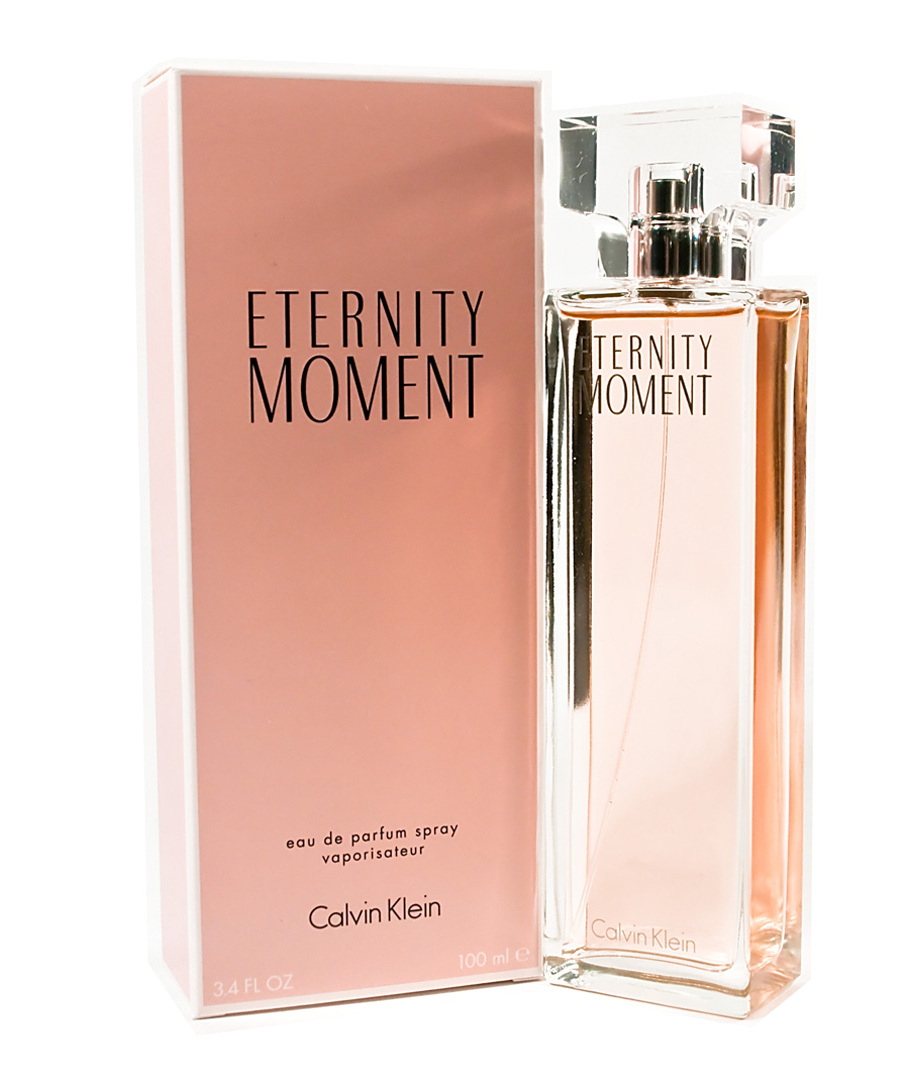 ETERNITY
MOMENT
eau de parfum spray
vaporisateur
Calvin Klein
3.4 FL OZ
100 ml ℮
ETERNITY
MOMENT
Calvin Klein